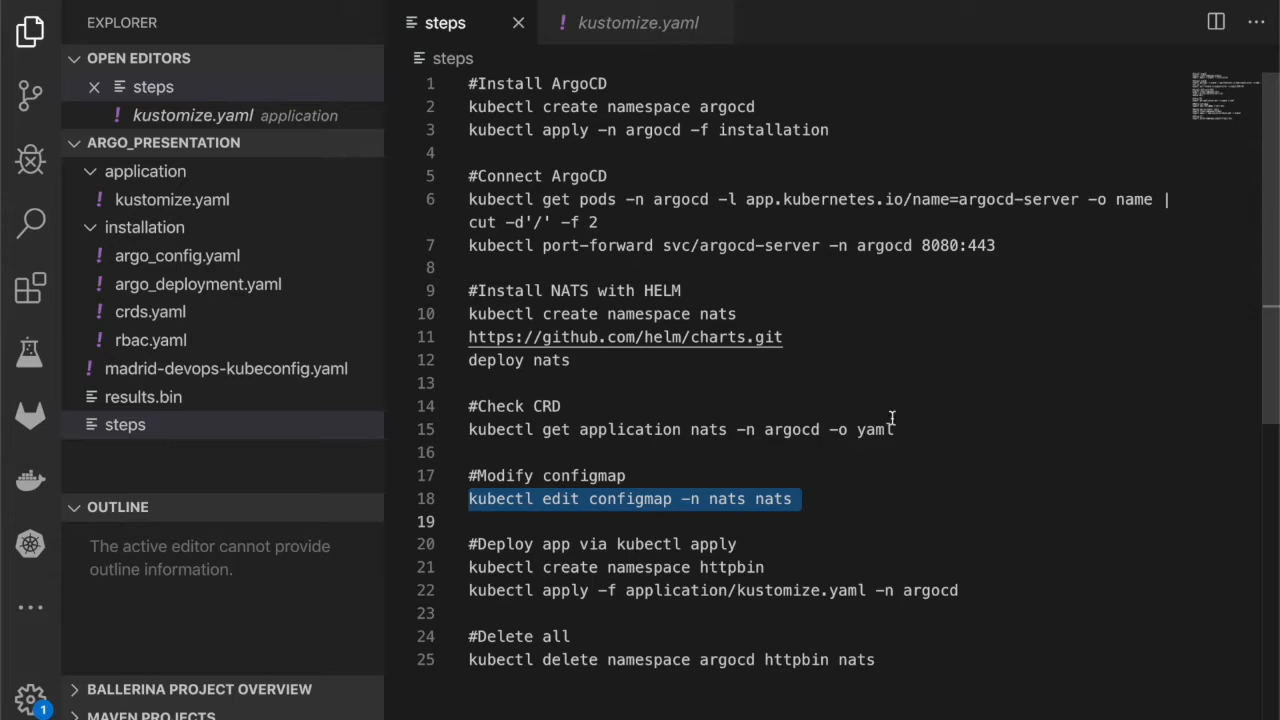 EXPLORER
OPEN EDITORS
steps
kustomize.yaml application
ARGO_PRESENTATION
application
kustomize.yaml
installation
argo_config.yaml
argo_deployment.yaml
crds.yaml
rbac.yaml
madrid-devops-kubeconfig.yaml
results.bin
steps
OUTLINE
The active editor cannot provide
outline information.
BALLERINA PROJECT OVERVIEW
MAVEN PROJECTS
1
steps
kustomize.yaml
steps
1 #Install ArgoCD
2 kubectl create namespace argocd
3 kubectl apply -n argocd -f installation
4
5 #Connect ArgoCD
6 kubectl get pods -n argocd -l app.kubernetes.io/name=argocd-server -o name |
cut -d'/' -f 2
7 kubectl port-forward svc/argocd-server -n argocd 8080:443
8
9 #Install NATS with HELM
10 kubectl create namespace nats
11 https://github.com/helm/charts.git
12 deploy nats
13
14 #Check CRD
15 kubectl get application nats -n argocd -o yaml
16
17 #Modify configmap
18 kubectl edit configmap -n nats nats
19
20 #Deploy app via kubectl apply
21 kubectl create namespace httpbin
22 kubectl apply -f application/kustomize.yaml -n argocd
23
24 #Delete all
25 kubectl delete namespace argocd httpbin nats